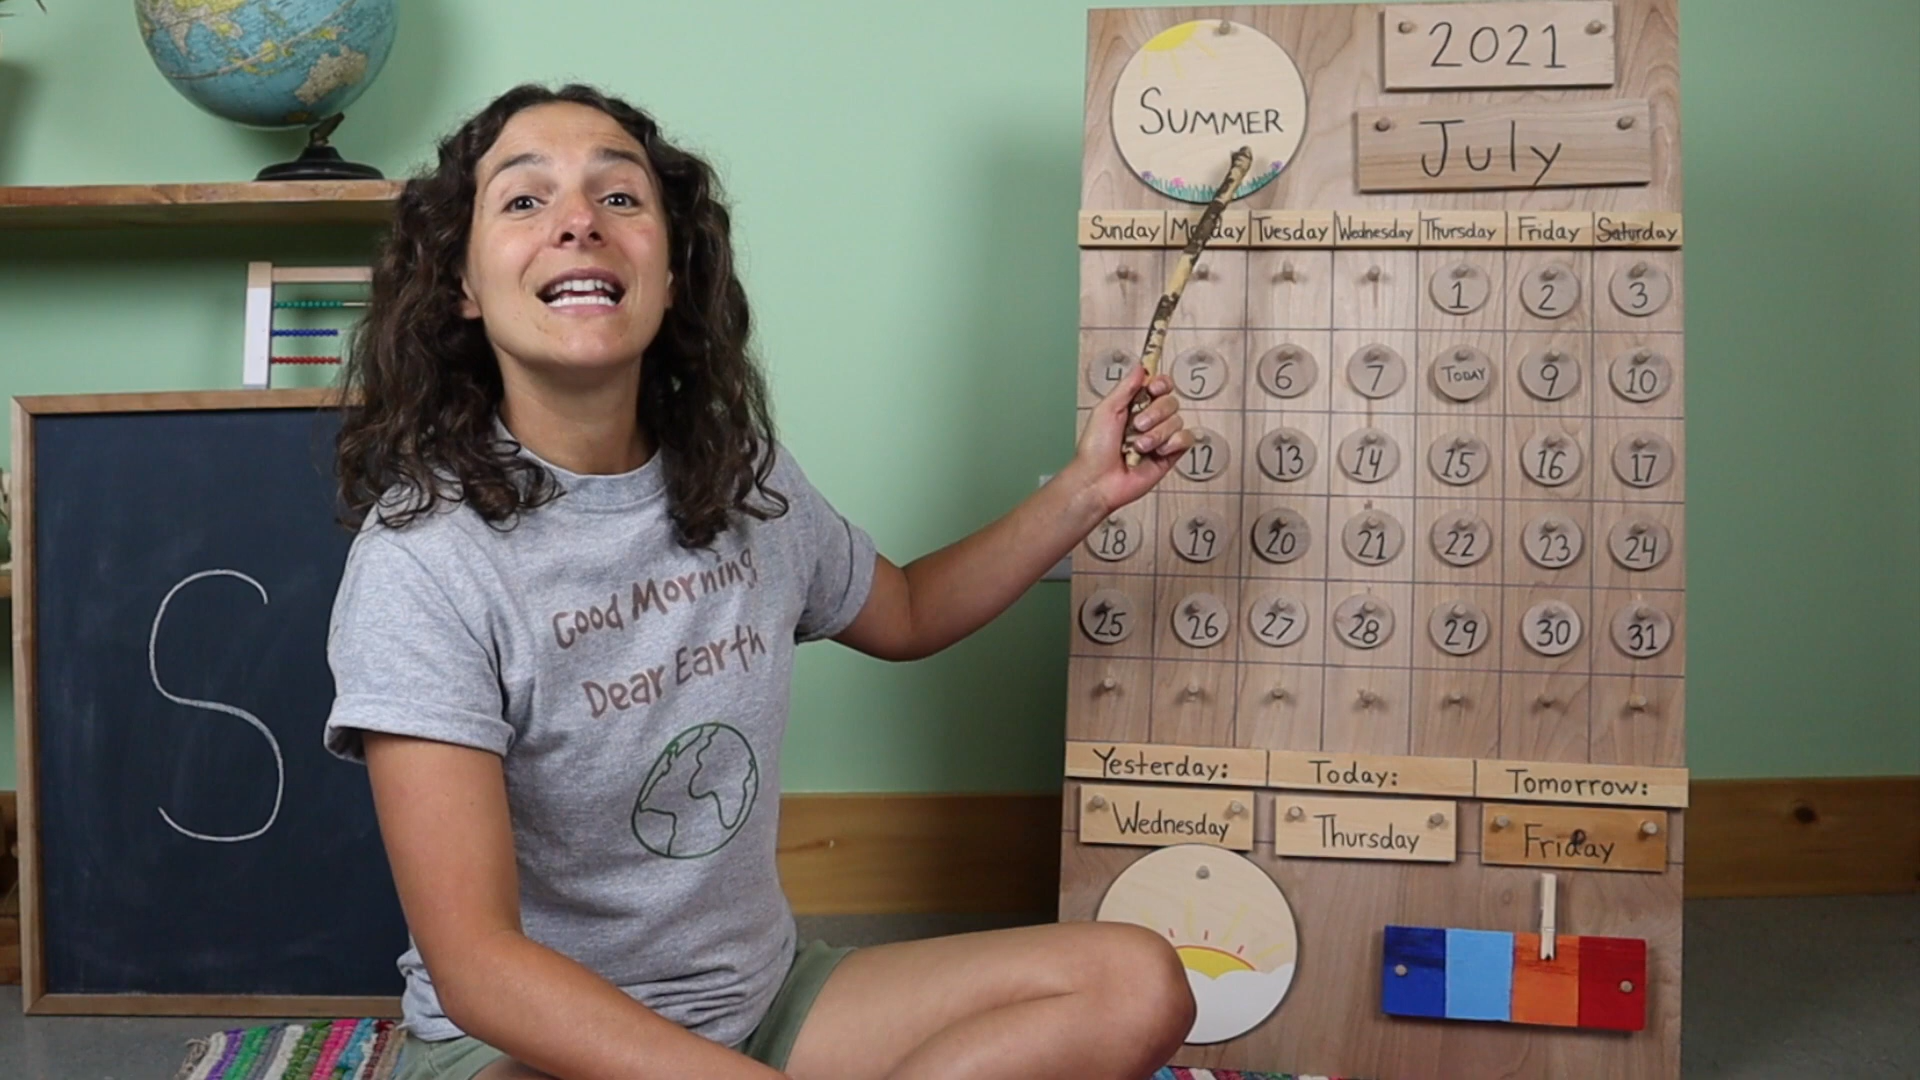 SUMMER
2021
July
Sunday Monday Tuesday Wednesday Thursday Friday Saturday
1 2 3
4 5 6 7 TODAY 9 10
12 13 14 15 16 17
18 19 20 21 22 23 24
25 26 27 28 29 30 31
Yesterday: Today: Tomorrow:
Wednesday Thursday Friday
S
Good Morning
Dear Earth